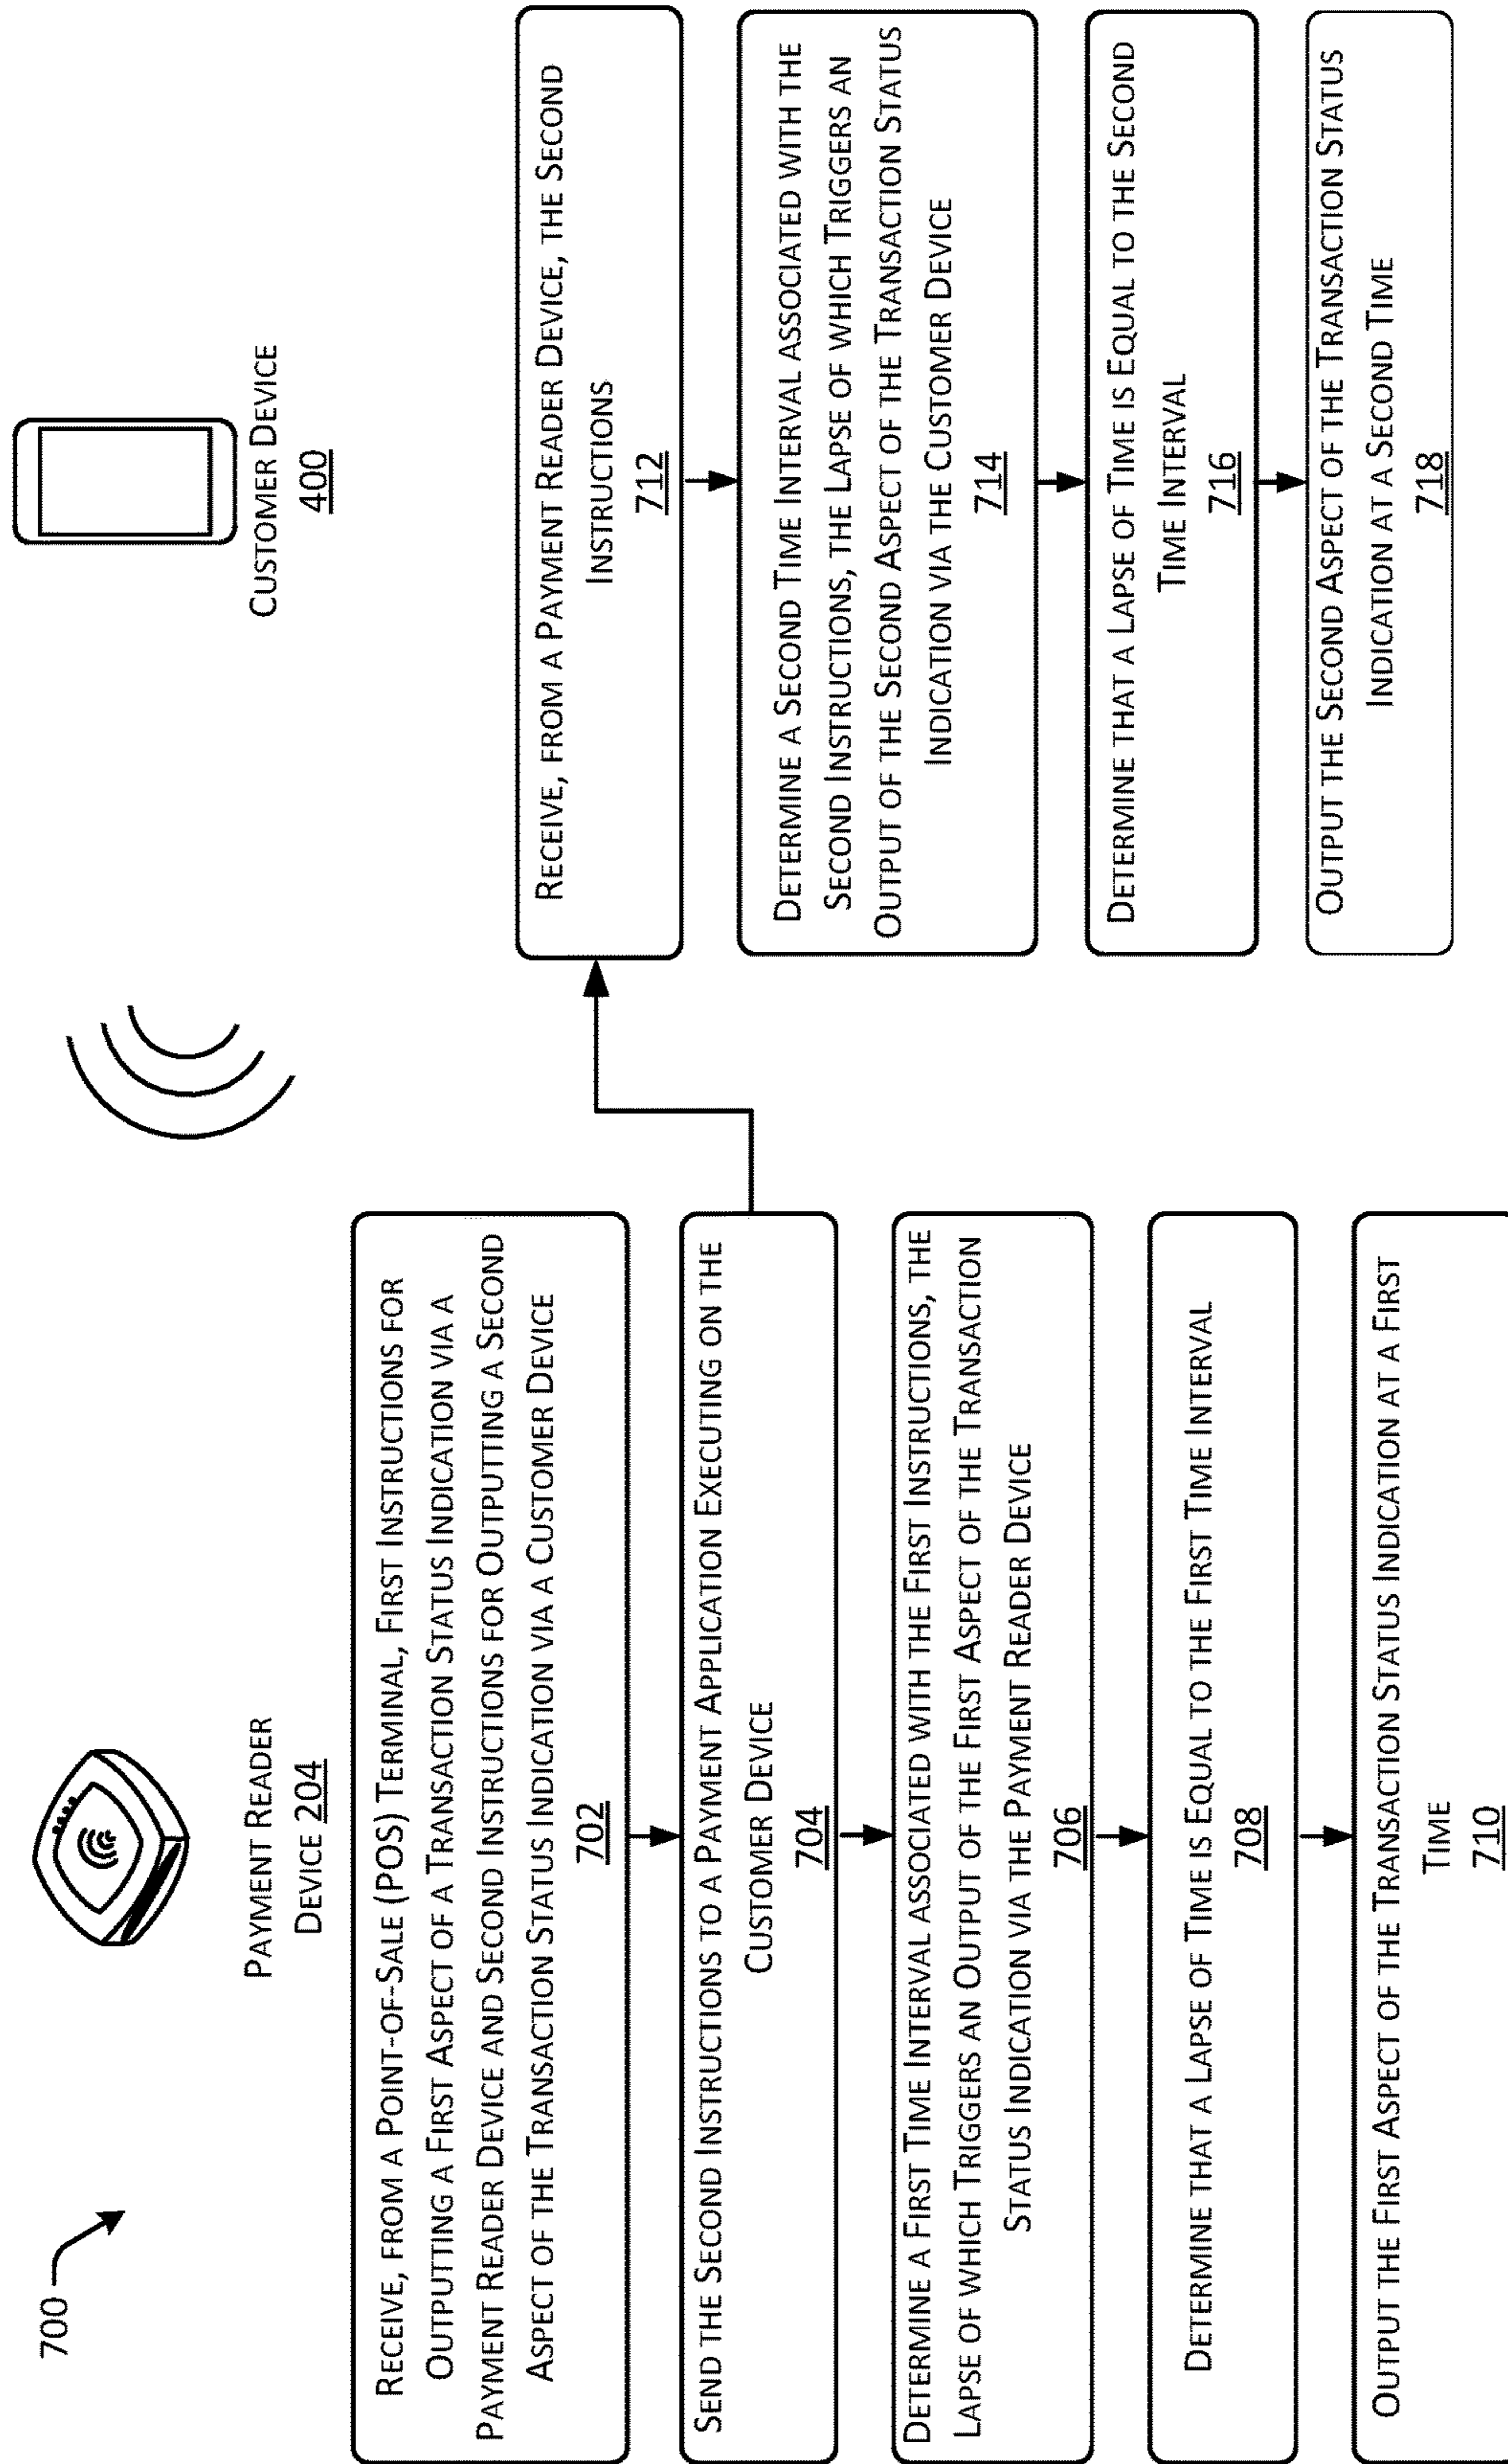 700
PAYMENT READER
DEVICE 204
CUSTOMER DEVICE
400
RECEIVE, FROM A POINT-OF-SALE (POS) TERMINAL, FIRST INSTRUCTIONS FOR
OUTPUTTING A FIRST ASPECT OF A TRANSACTION STATUS INDICATION VIA A
PAYMENT READER DEVICE AND SECOND INSTRUCTIONS FOR OUTPUTTING A SECOND
ASPECT OF THE TRANSACTION STATUS INDICATION VIA A CUSTOMER DEVICE
702
SEND THE SECOND INSTRUCTIONS TO A PAYMENT APPLICATION EXECUTING ON THE
CUSTOMER DEVICE
704
DETERMINE A FIRST TIME INTERVAL ASSOCIATED WITH THE FIRST INSTRUCTIONS, THE
LAPSE OF WHICH TRIGGERS AN OUTPUT OF THE FIRST ASPECT OF THE TRANSACTION
STATUS INDICATION VIA THE PAYMENT READER DEVICE
706
DETERMINE THAT A LAPSE OF TIME IS EQUAL TO THE FIRST TIME INTERVAL
708
OUTPUT THE FIRST ASPECT OF THE TRANSACTION STATUS INDICATION AT A FIRST
TIME
710
RECEIVE, FROM A PAYMENT READER DEVICE, THE SECOND
INSTRUCTIONS
712
DETERMINE A SECOND TIME INTERVAL ASSOCIATED WITH THE
SECOND INSTRUCTIONS, THE LAPSE OF WHICH TRIGGERS AN
OUTPUT OF THE SECOND ASPECT OF THE TRANSACTION STATUS
INDICATION VIA THE CUSTOMER DEVICE
714
DETERMINE THAT A LAPSE OF TIME IS EQUAL TO THE SECOND
TIME INTERVAL
716
OUTPUT THE SECOND ASPECT OF THE TRANSACTION STATUS
INDICATION AT A SECOND TIME
718